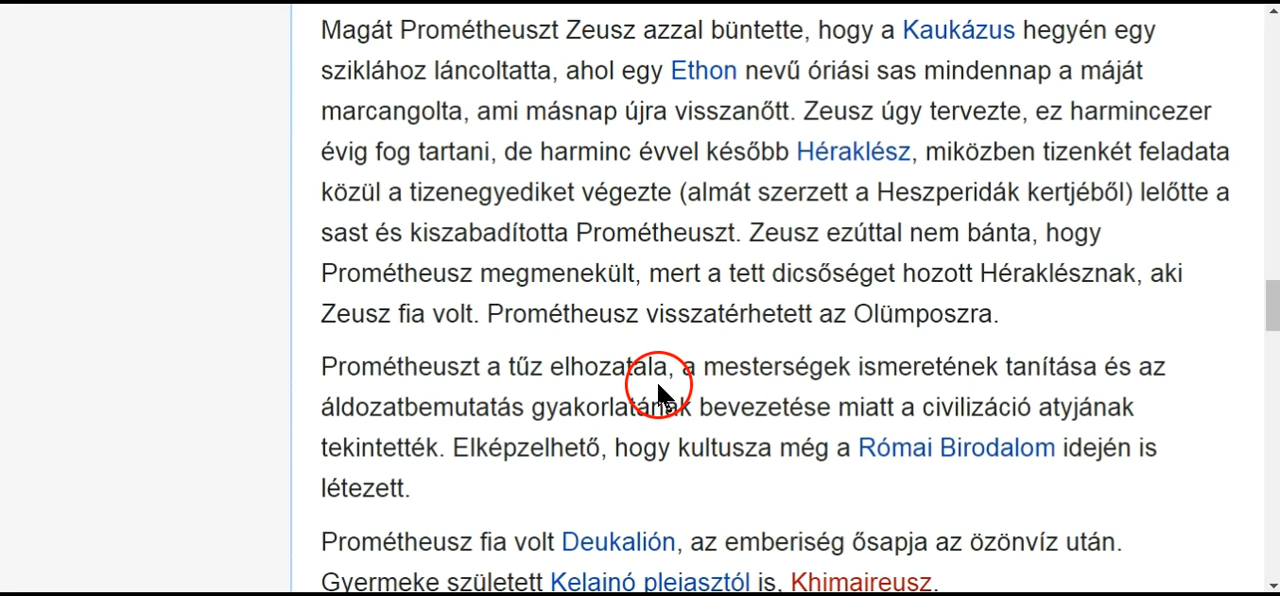 Magát Prométheuszt Zeusz azzal büntette, hogy a Kaukázus hegyén egy
sziklához láncoltatta, ahol egy Ethon nevű óriási sas mindennap a máját
marcangolta, ami másnap újra visszanőtt. Zeusz úgy tervezte, ez harmincezer
évig fog tartani, de harminc évvel később Héraklész, miközben tizenkét feladata
közül a tizenegyediket végezte (almát szerzett a Heszperidák kertjéből) lelőtte a
sast és kiszabadította Prométheuszt. Zeusz ezúttal nem bánta, hogy
Prométheusz megmenekült, mert a tett dicsőséget hozott Héraklésznak, aki
Zeusz fia volt. Prométheusz visszatérhetett az Olümposzra.
Prométheuszt a tűz elhozatala, a mesterségek ismeretének tanítása és az
áldozatbemutatás gyakorlatának bevezetése miatt a civilizáció atyjának
tekintették. Elképzelhető, hogy kultusza még a Római Birodalom idején is
létezett.
Prométheusz fia volt Deukalión, az emberiség ősapja az özönvíz után.
Gyermeke született Kelainó plejasztól is, Khimaireusz.